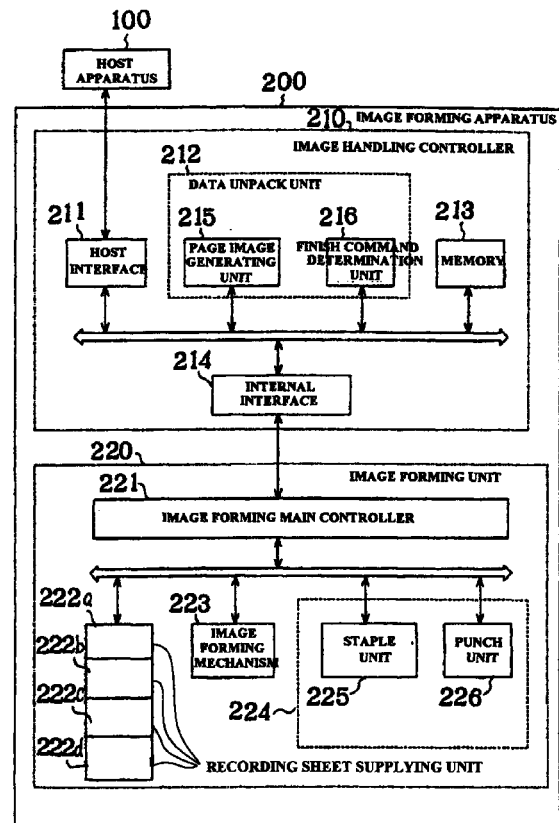 100
HOST
APPARATUS
200
IMAGE FORMING APPARATUS
210
IMAGE HANDLING CONTROLLER
212
DATA UNPACK UNIT
211
HOST
INTERFACE
215
PAGE IMAGE
GENERATING
UNIT
216
FINISH COMMAND
DETERMINATION
UNIT
213
MEMORY
214
INTERNAL
INTERFACE
220
IMAGE FORMING UNIT
221
IMAGE FORMING MAIN CONTROLLER
222a
222b
222c
222d
223
IMAGE
FORMING
MECHANISM
STAPLE
UNIT
225
PUNCH
UNIT
226
224
RECORDING SHEET SUPPLYING UNIT